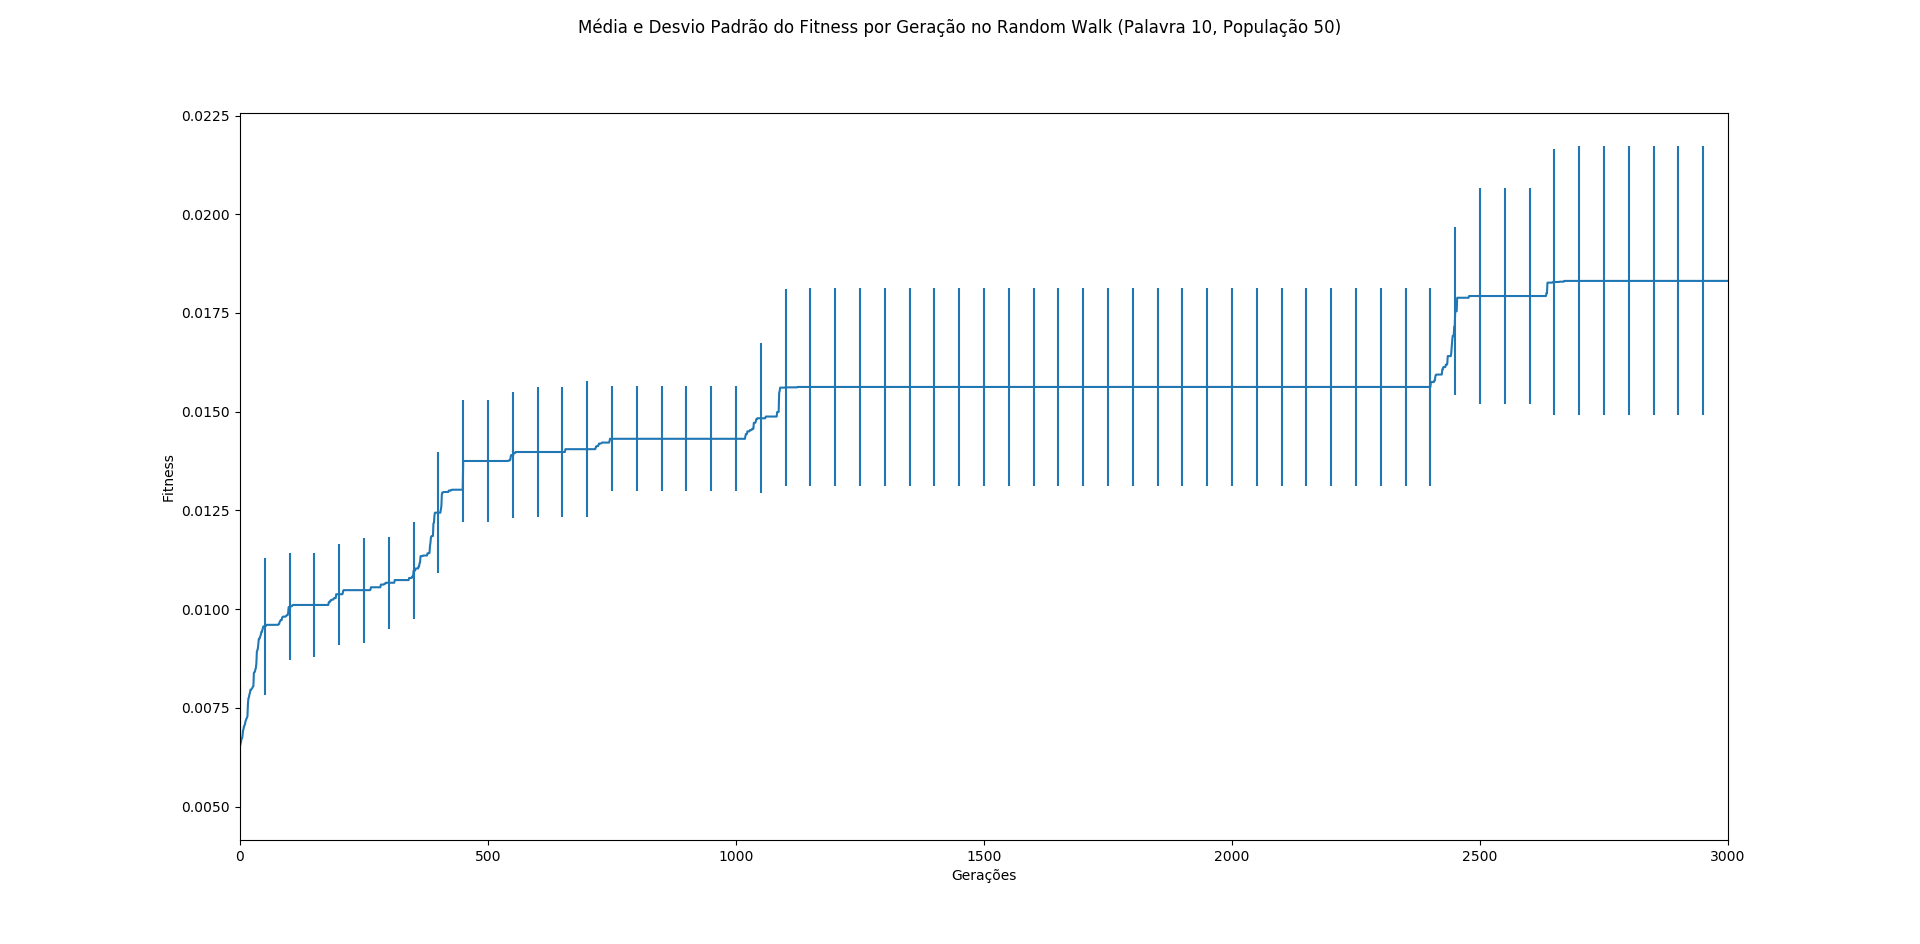 Média e Desvio Padrão do Fitness por Geração no Random Walk (Palavra 10, População 50)
0.0225
0.0200
0.0175
0.0150
0.0125
0.0100
0.0075
0.0050
Fitness
0 500 1000 1500 2000 2500 3000
Gerações